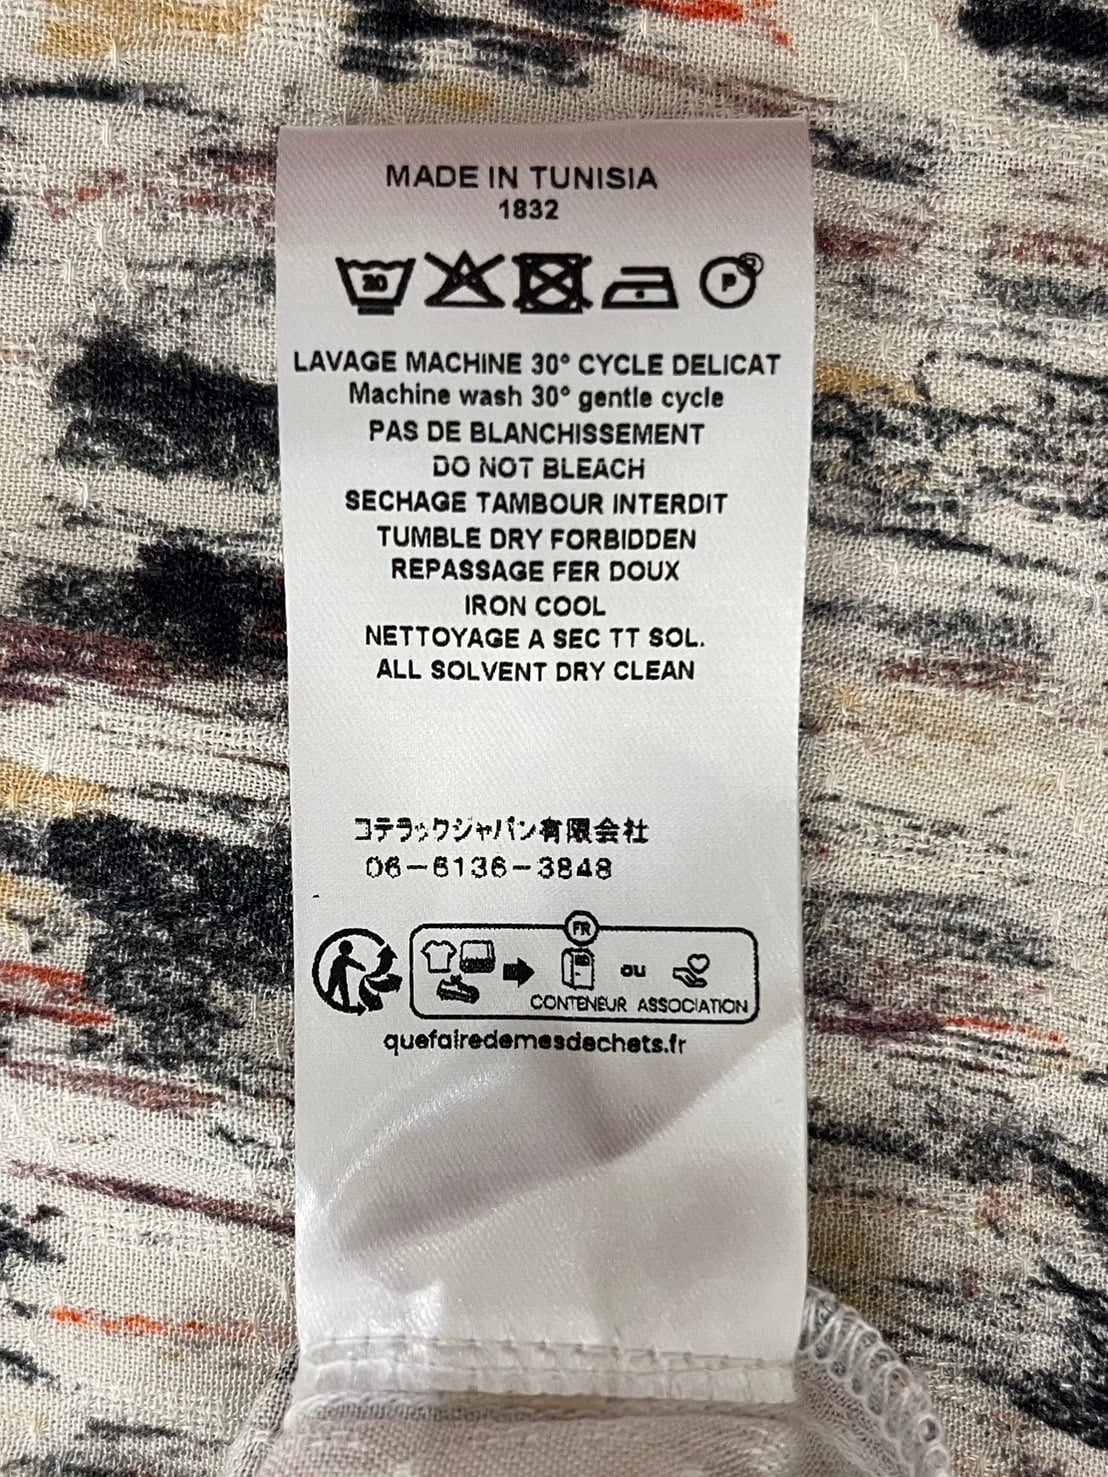 MADE IN TUNISIA
1832
30
P
LAVAGE MACHINE 30° CYCLE DELICAT
Machine wash 30° gentle cycle
PAS DE BLANCHISSEMENT
DO NOT BLEACH
SECHAGE TAMBOUR INTERDIT
TUMBLE DRY FORBIDDEN
REPASSAGE FER DOUX
IRON COOL
NETTOYAGE A SEC TT SOL.
ALL SOLVENT DRY CLEAN
コテラックジャパン有限会社
06-6136-3848
FR
ou
CONTENEUR ASSOCIATION
quefairedemesdechets.fr